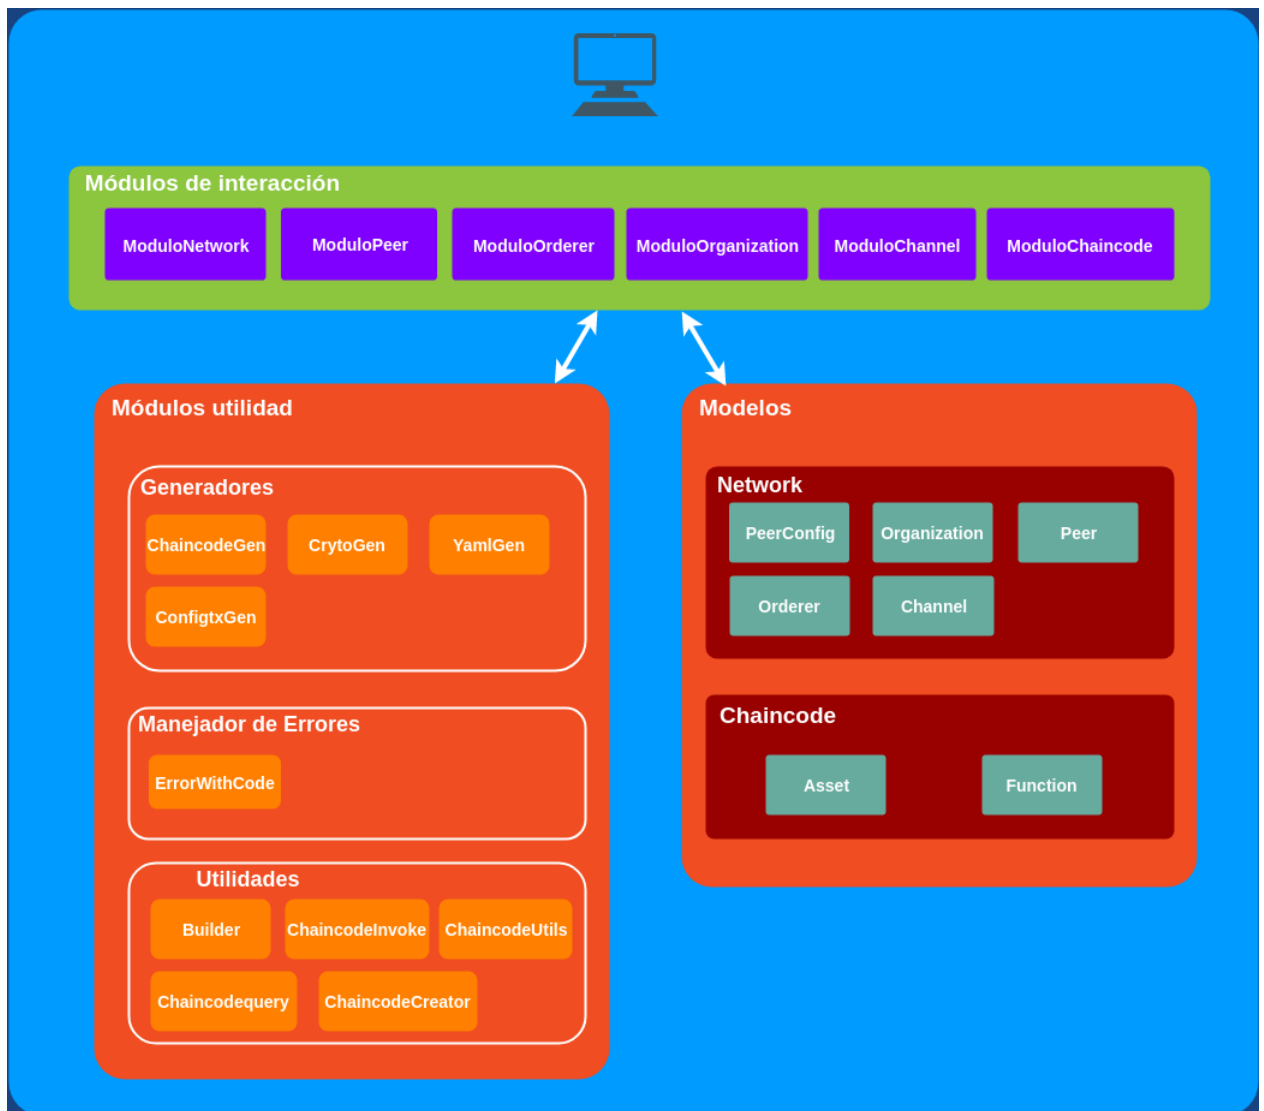 Módulos de interacción
ModuloNetwork
ModuloPeer
ModuloOrderer
ModuloOrganization
ModuloChannel
ModuloChaincode
Módulos utilidad
Generadores
ChaincodeGen
CrytoGen
YamlGen
ConfigtxGen
Manejador de Errores
ErrorWithCode
Utilidades
Builder
ChaincodeInvoke
ChaincodeUtils
Chaincodequery
ChaincodeCreator
Modelos
Network
PeerConfig
Organization
Peer
Orderer
Channel
Chaincode
Asset
Function